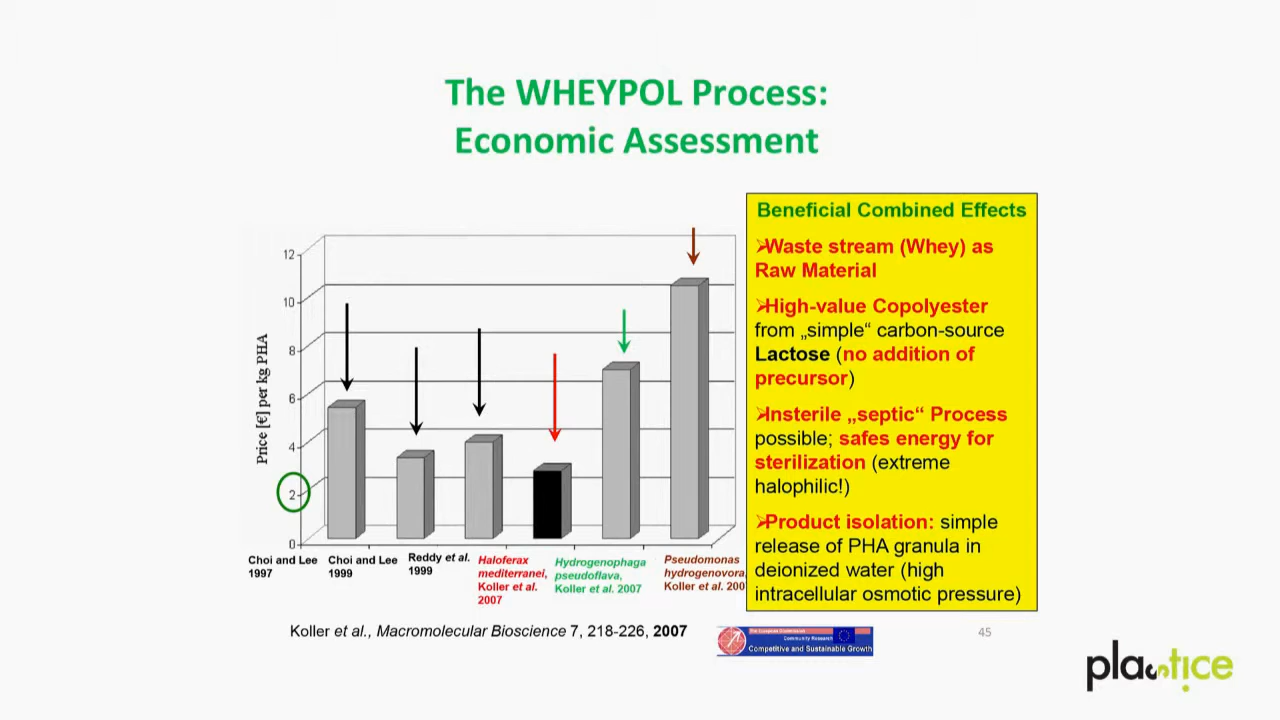 The WHEYPOL Process:
Economic Assessment
Price [€] per kg PHA
12
10
8
6
4
2
0
Choi and Lee
1997
Choi and Lee
1999
Reddy et al.
1999
Haloferax
mediterranei,
Koller et al.
2007
Hydrogenophaga
pseudoflava,
Koller et al. 2007
Pseudomonas
hydrogenovora,
Koller et al. 2007
Beneficial Combined Effects
➢Waste stream (Whey) as
Raw Material
➢High-value Copolyester
from „simple“ carbon-source
Lactose (no addition of
precursor)
➢Insterile „septic“ Process
possible; safes energy for
sterilization (extreme
halophilic!)
➢Product isolation: simple
release of PHA granula in
deionized water (high
intracellular osmotic pressure)
Koller et al., Macromolecular Bioscience 7, 218-226, 2007
The European Commission
Community Research
Competitive and Sustainable Growth
45
plastice